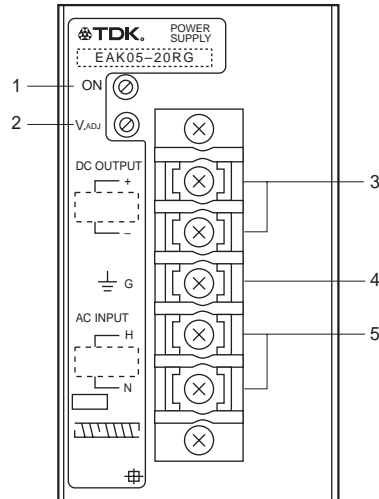 TDK®
POWER
SUPPLY
EAK05–20RG
1
ON
2
V.ADJ
DC OUTPUT
+
–
3
G
4
AC INPUT
H
5
N